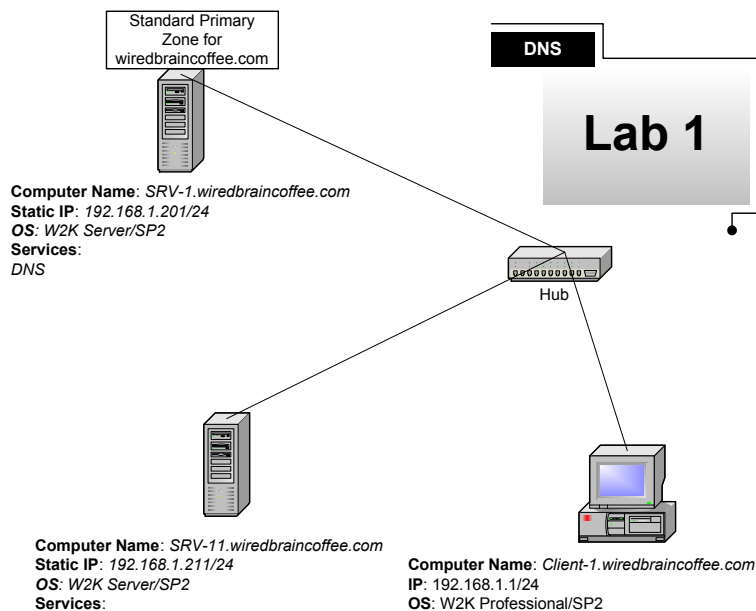 Standard Primary
Zone for
wiredbraincoffee.com
DNS
Lab 1
Computer Name: SRV-1.wiredbraincoffee.com
Static IP: 192.168.1.201/24
OS: W2K Server/SP2
Services:
DNS
Hub
Computer Name: SRV-11.wiredbraincoffee.com
Static IP: 192.168.1.211/24
OS: W2K Server/SP2
Services:
Computer Name: Client-1.wiredbraincoffee.com
IP: 192.168.1.1/24
OS: W2K Professional/SP2